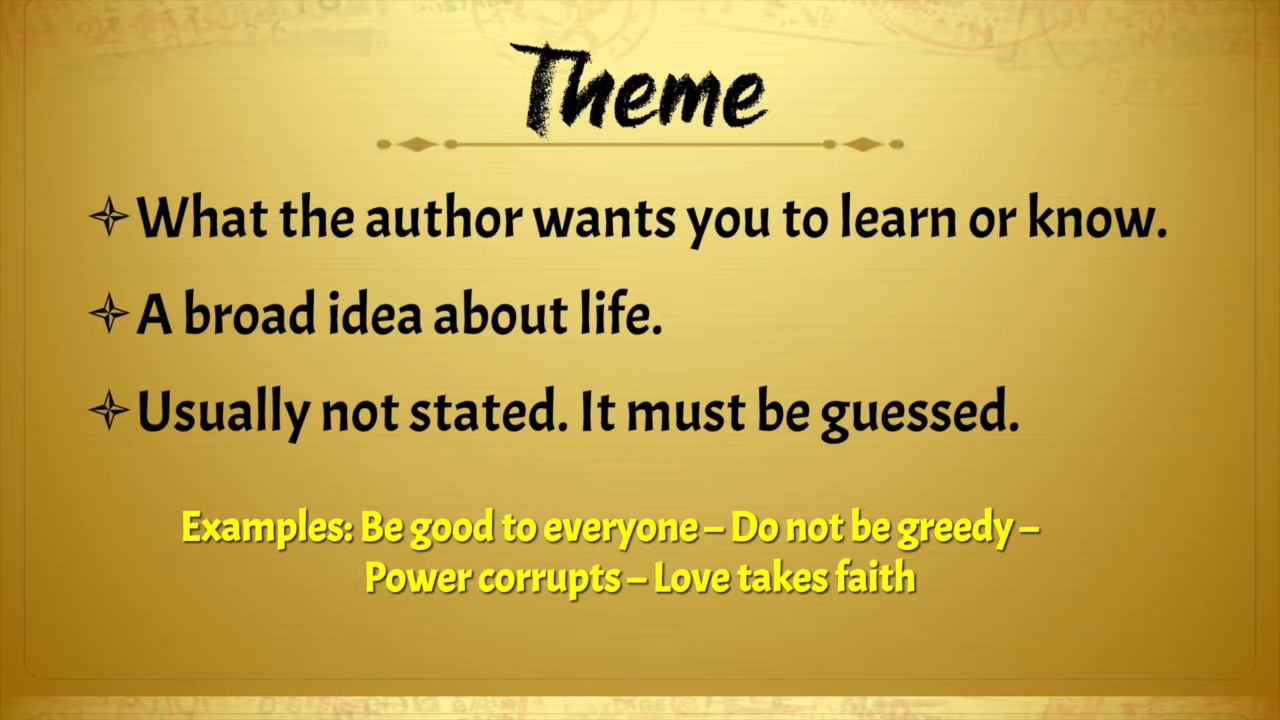 Theme
What the author wants you to learn or know.
A broad idea about life.
Usually not stated. It must be guessed.
Examples: Be good to everyone – Do not be greedy –
Power corrupts – Love takes faith